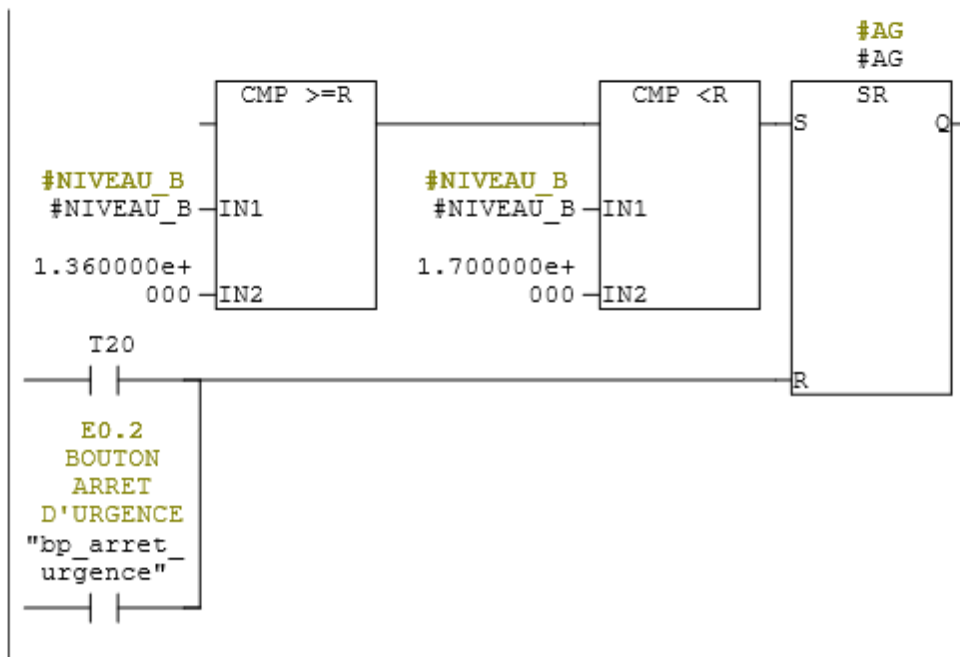 #AG
#AG
CMP >=R
CMP <R
SR
S
Q
#NIVEAU_B
#NIVEAU_B
IN1
#NIVEAU_B
#NIVEAU_B
IN1
1.360000e+
000
IN2
1.700000e+
000
IN2
T20
R
E0.2
BOUTON
ARRET
D'URGENCE
"bp_arret_
urgence"